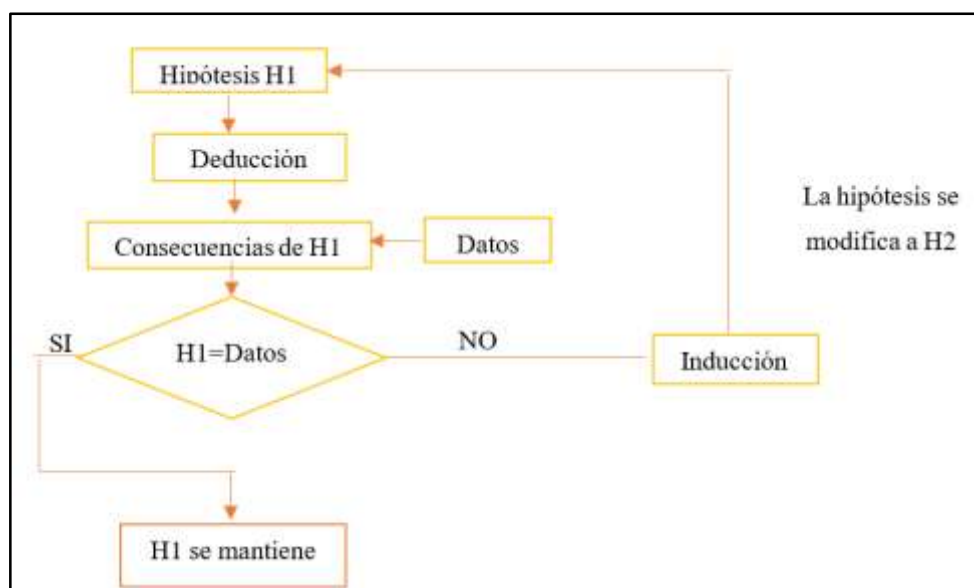 Hipótesis H1
Deducción
Consecuencias de H1
Datos
La hipótesis se
modifica a H2
SI
H1=Datos
NO
Inducción
H1 se mantiene